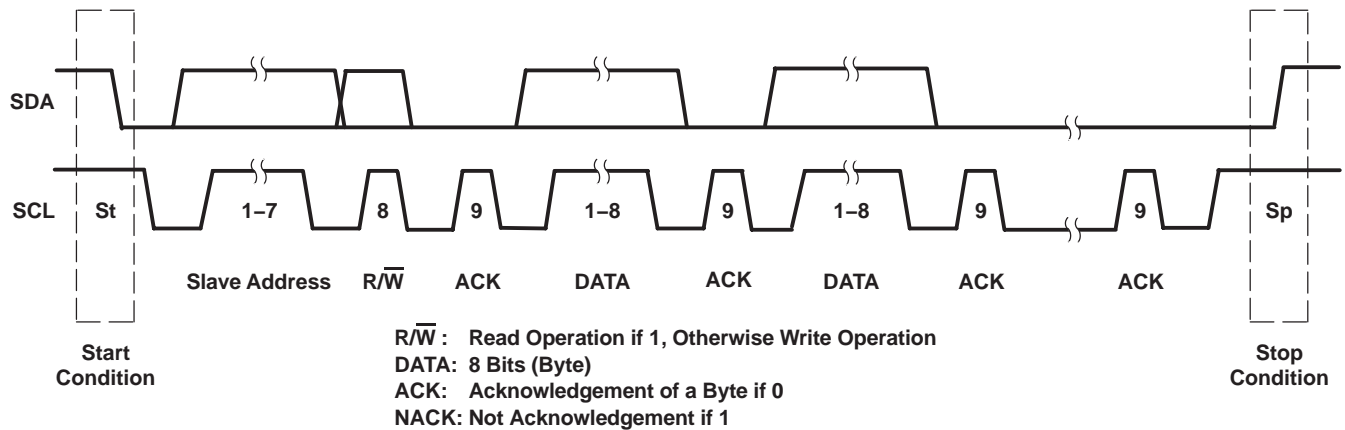 SDA
SCL St 1–7 8 9 1–8 9 1–8 9 9 Sp
Slave Address R/W̅ ACK DATA ACK DATA ACK ACK
Start
Condition
Stop
Condition
R/W̅ : Read Operation if 1, Otherwise Write Operation
DATA: 8 Bits (Byte)
ACK: Acknowledgement of a Byte if 0
NACK: Not Acknowledgement if 1